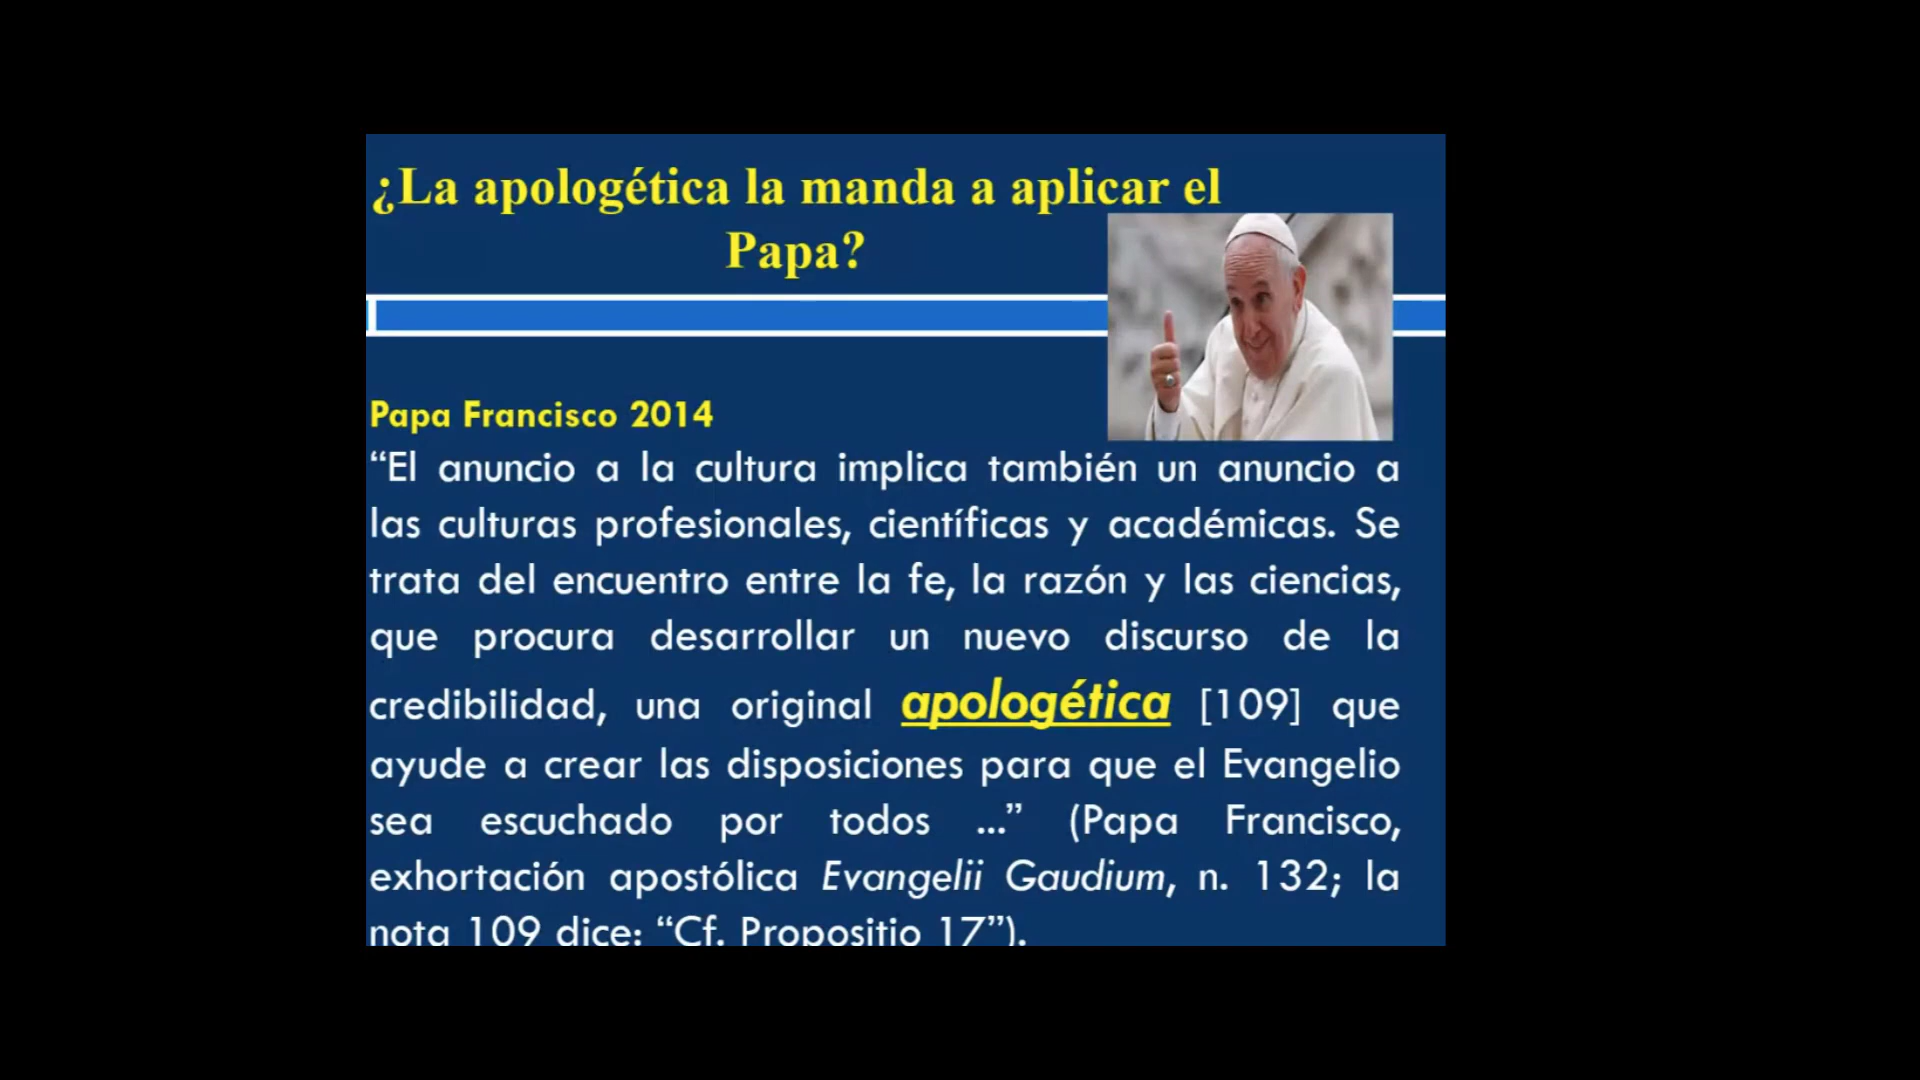 ¿La apologética la manda a aplicar el
Papa?
Papa Francisco 2014
“El anuncio a la cultura implica también un anuncio a
las culturas profesionales, científicas y académicas. Se
trata del encuentro entre la fe, la razón y las ciencias,
que procura desarrollar un nuevo discurso de la
credibilidad, una original apologética [109] que
ayude a crear las disposiciones para que el Evangelio
sea escuchado por todos ...” (Papa Francisco,
exhortación apostólica Evangelii Gaudium, n. 132; la
nota 109 dice: “Cf. Propositio 17”).